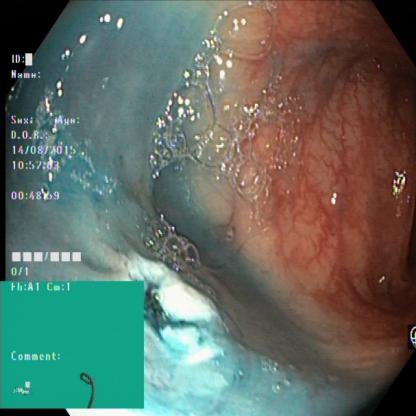 ID:
Name:
Sex: Age:
D.O.B.:
14/08/2015
10:57:03
00:48:59
0/1
Eh:A1 Cm:1
Comment: